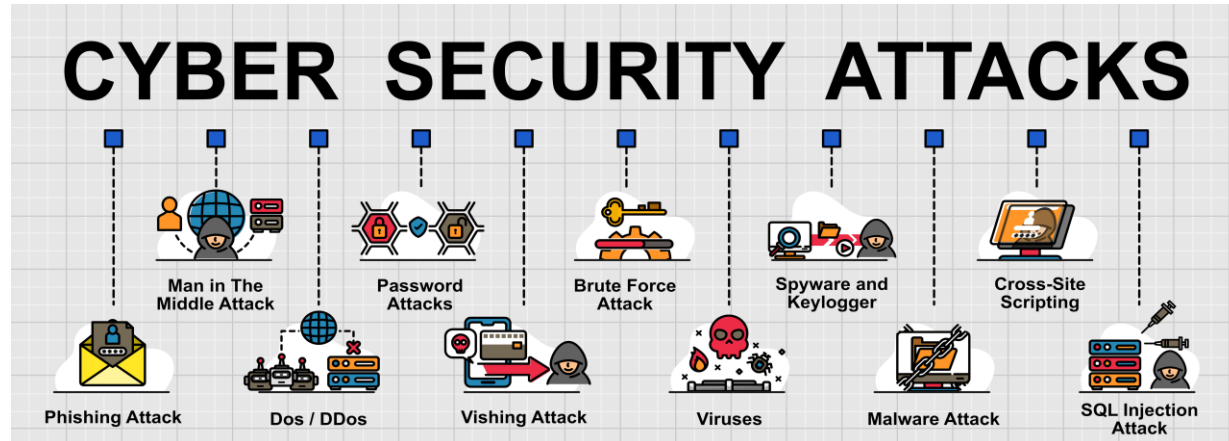 CYBER SECURITY ATTACKS
Man in The
Middle Attack
Password
Attacks
Brute Force
Attack
Spyware and
Keylogger
Cross-Site
Scripting
Phishing Attack
Dos / DDos
Vishing Attack
Viruses
Malware Attack
SQL Injection
Attack